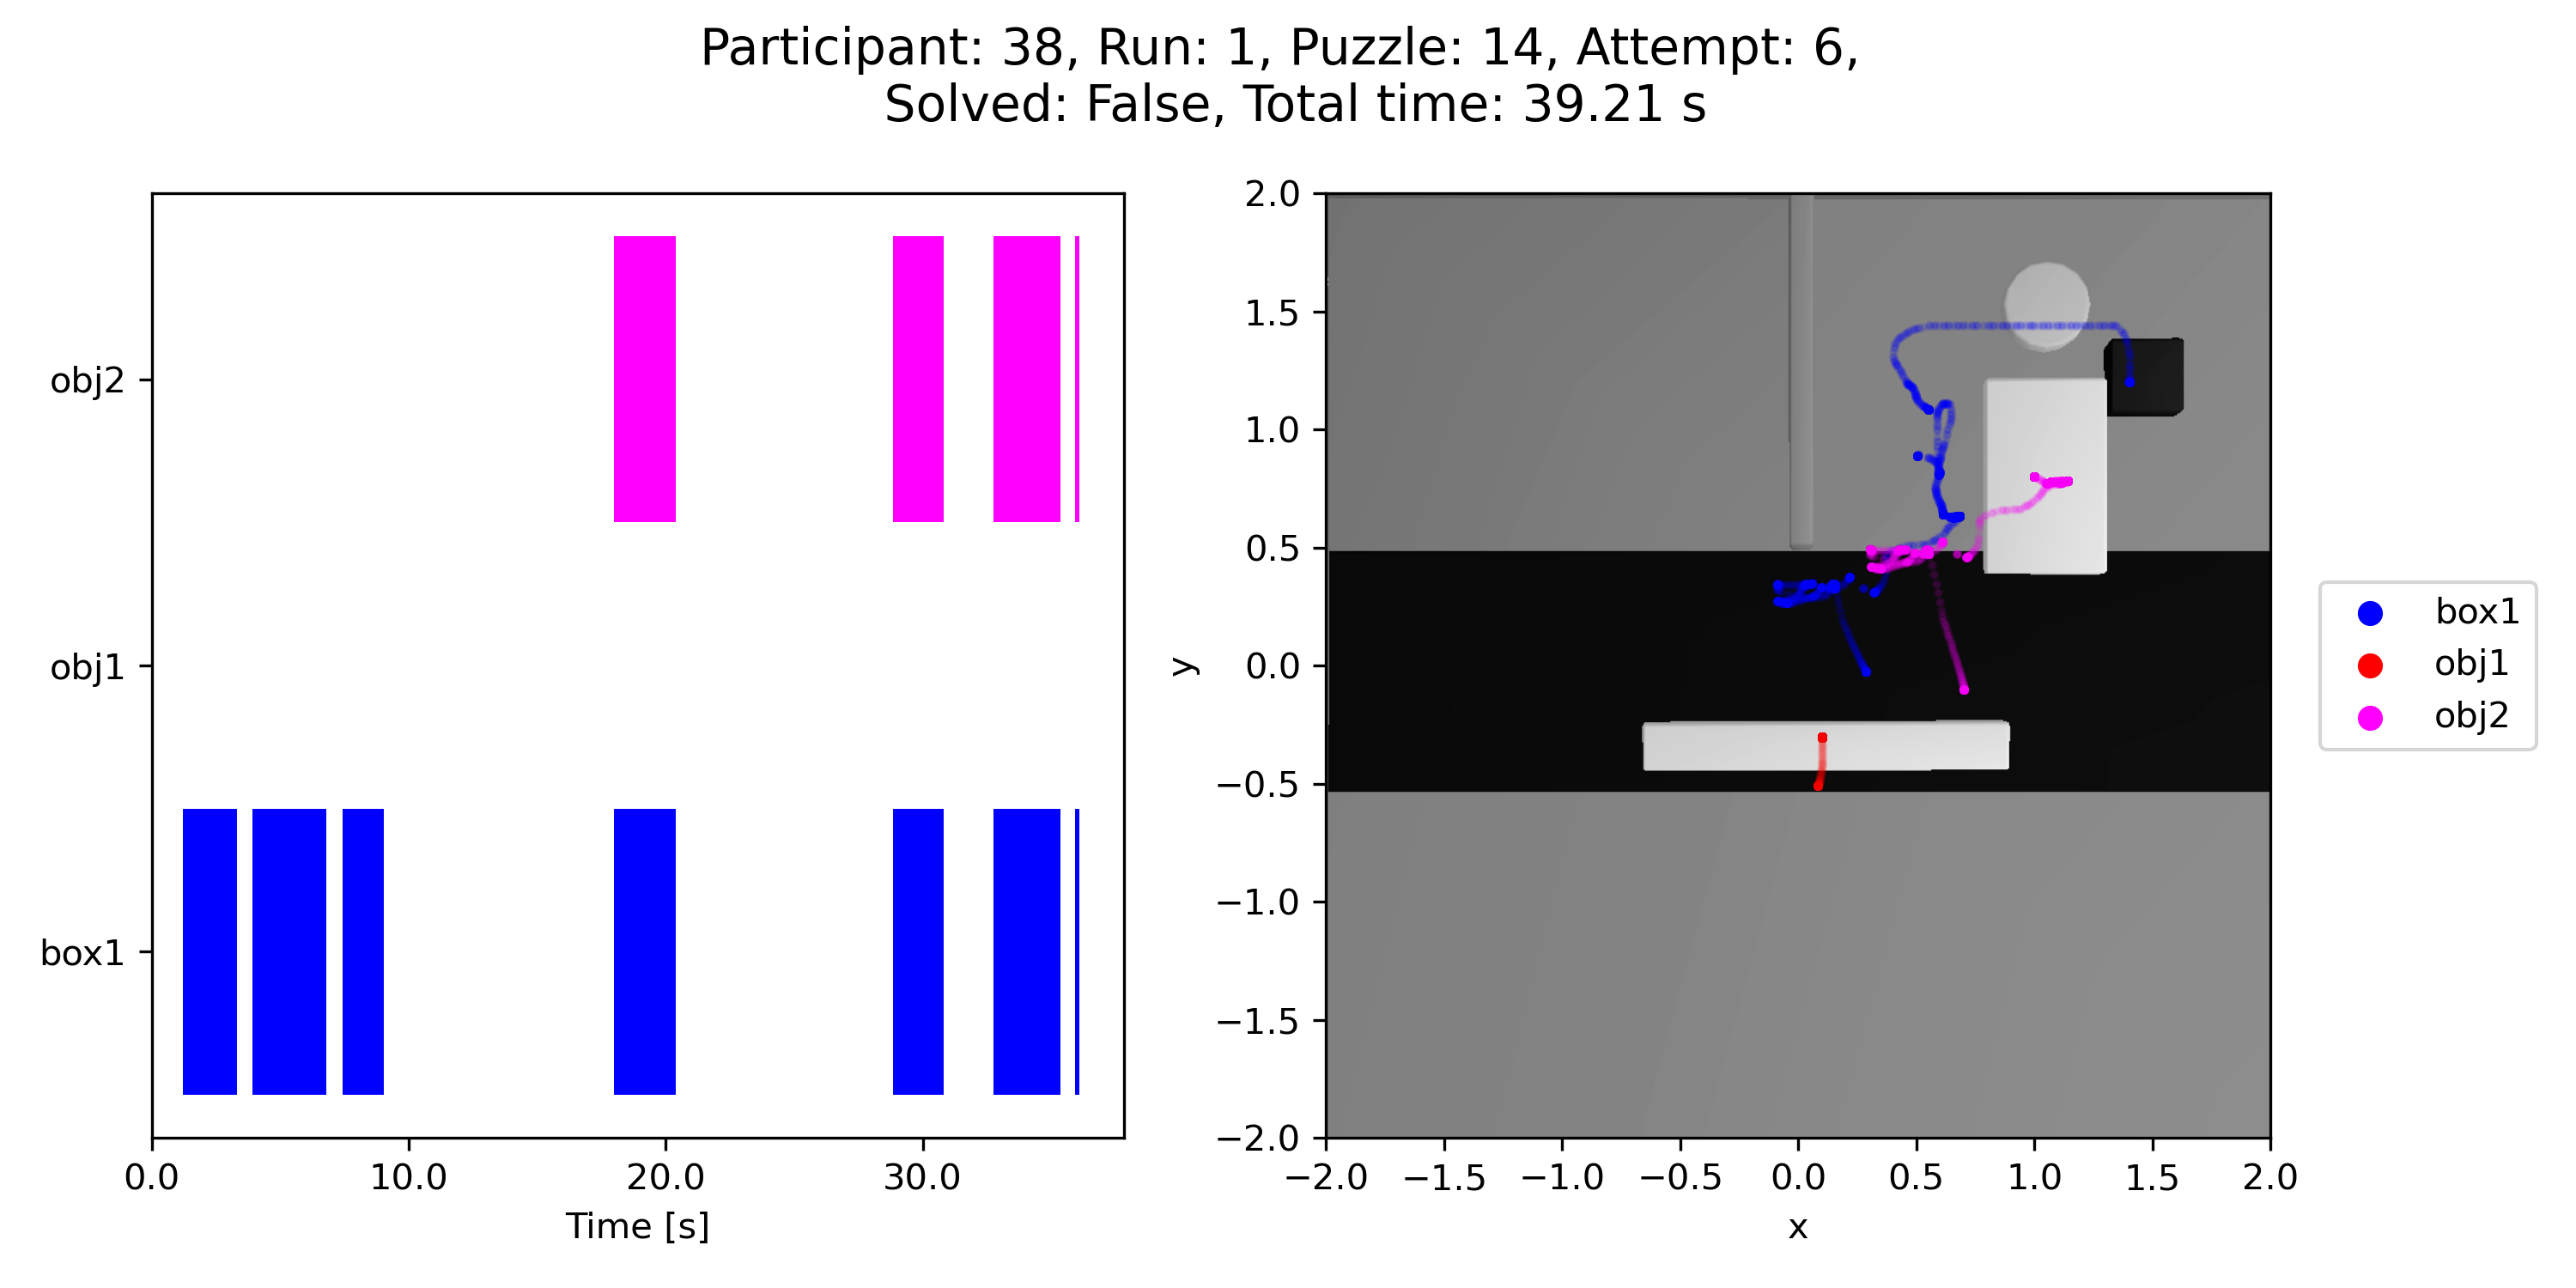 Participant: 38, Run: 1, Puzzle: 14, Attempt: 6,
Solved: False, Total time: 39.21 s
obj2
obj1
box1
0.0 10.0 20.0 30.0
Time [s]
2.0
1.5
1.0
0.5
0.0
−0.5
−1.0
−1.5
−2.0
y
−2.0 −1.5 −1.0 −0.5 0.0 0.5 1.0 1.5 2.0
x
box1
obj1
obj2